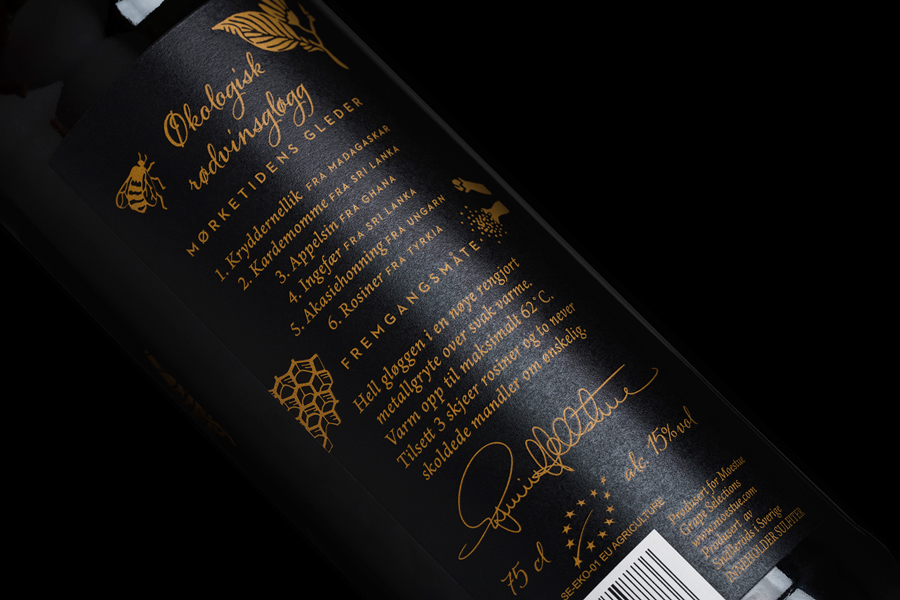 Økologisk
rødvinsgløgg
MØRKETIDENS GLEDER
1. Kryddernellik FRA MADAGASKAR
2. Kardemomme FRA SRI LANKA
3. Appelsin FRA GHANA
4. Ingefær FRA SRI LANKA
5. Akasiehonning FRA UNGARN
6. Rosiner FRA TYRKIA
FREMGANGSMÅTE
Hell gløggen i en nøye rengjort
metallgryte over svak varme.
Varm opp til maksimalt 62°C.
Tilsett 3 skjeer rosiner og to never
skoldede mandler om ønskelig.
75 cl
alc. 15% vol
SE-EKO-01 EU AGRICULTURE
Produsert for Moestue
Grape Selections
www.moestue.com
Produsert av
i Sverige
INNEHOLDER SULFITER